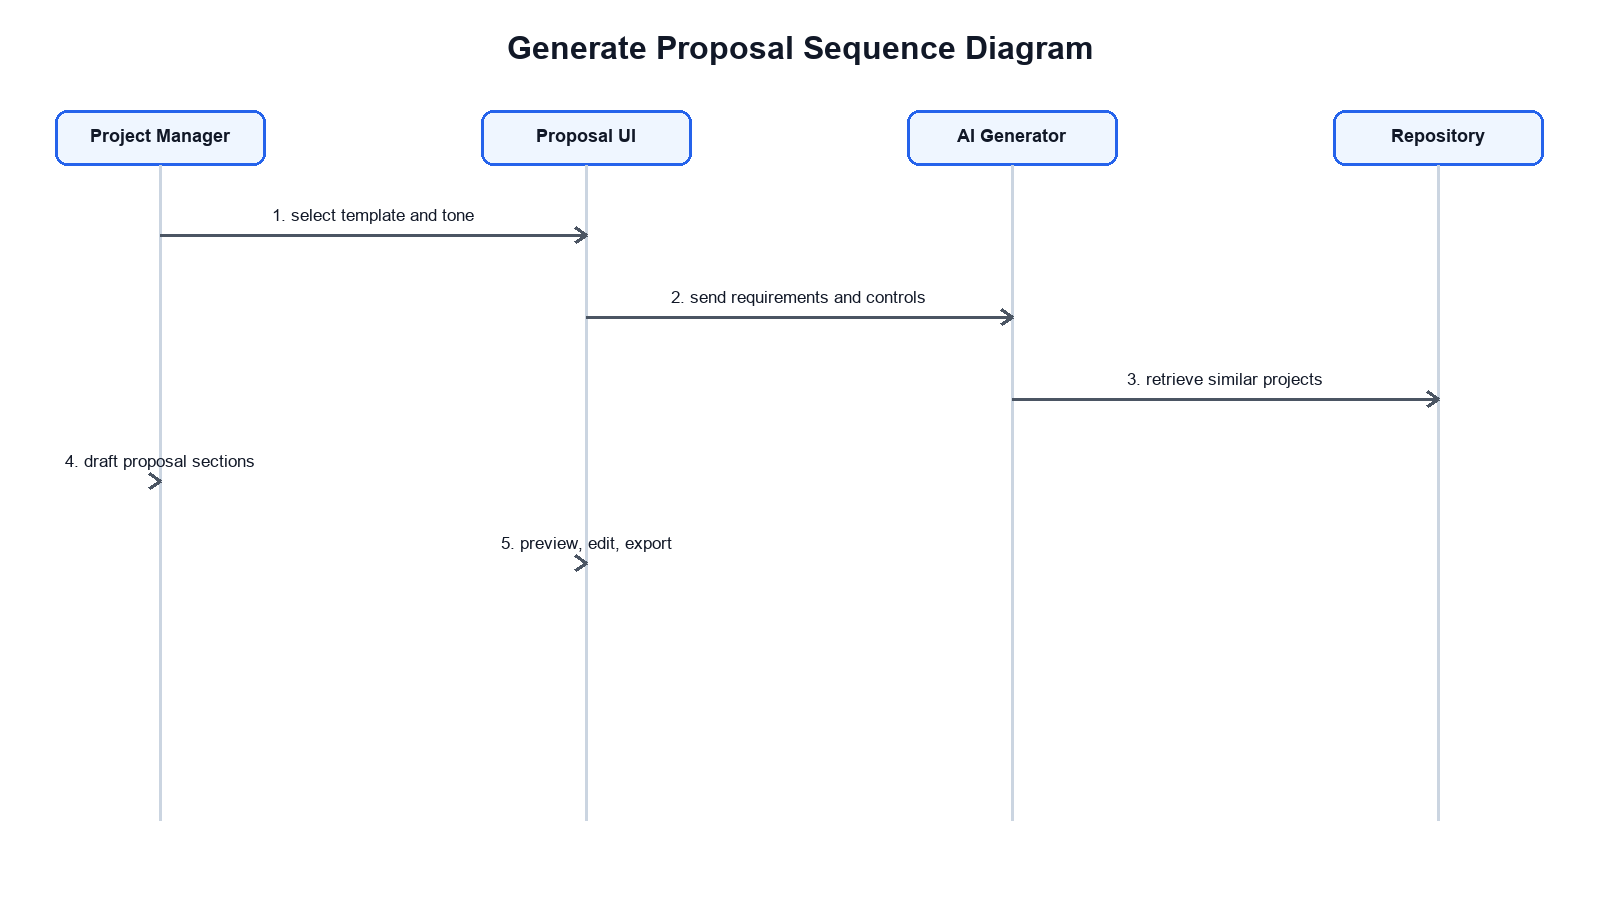 Generate Proposal Sequence Diagram
Project Manager
Proposal UI
AI Generator
Repository
1. select template and tone
2. send requirements and controls
3. retrieve similar projects
4. draft proposal sections
5. preview, edit, export